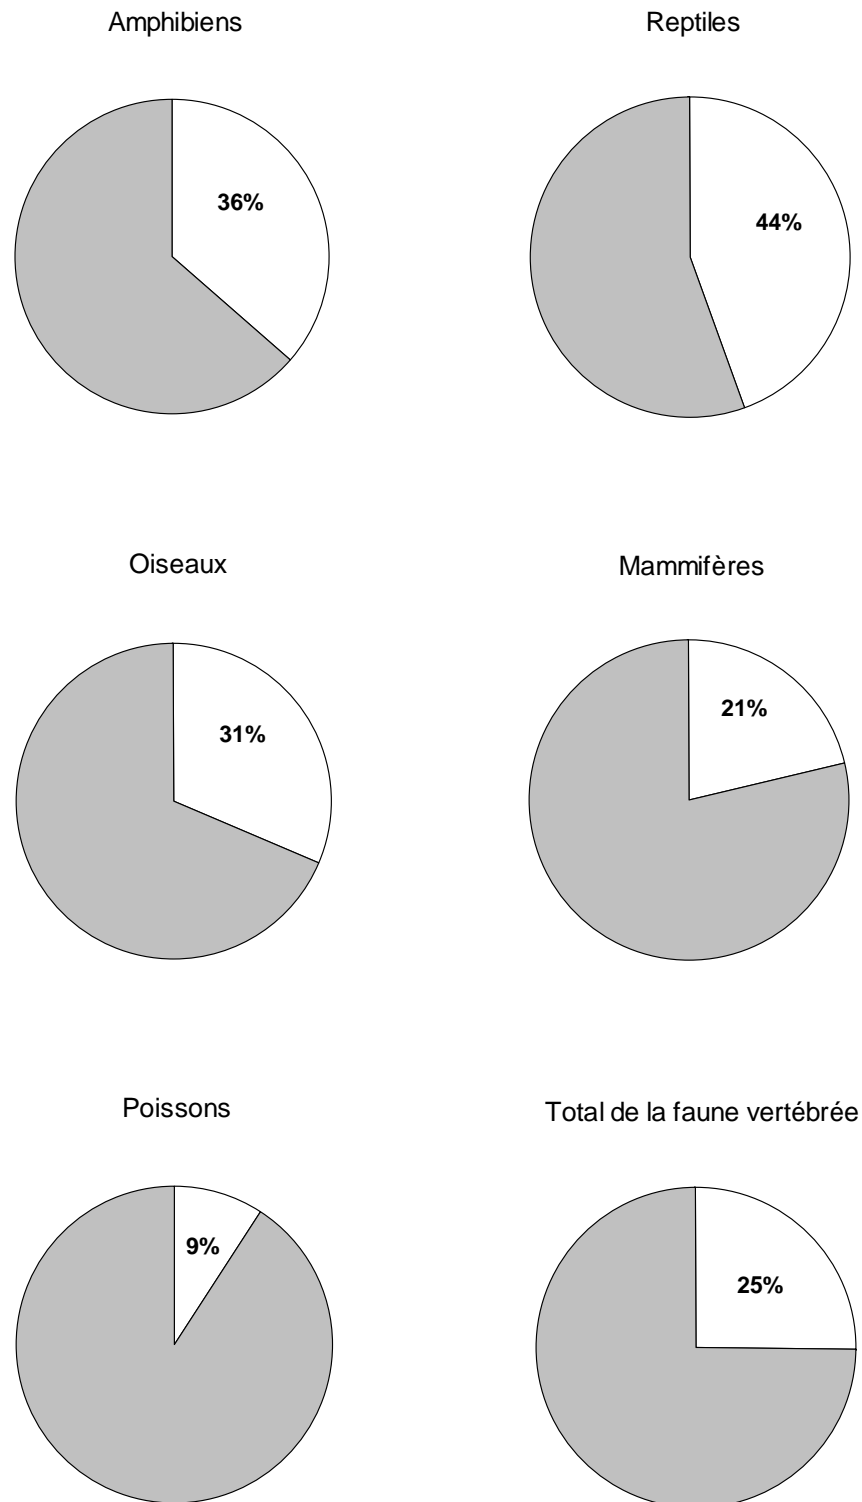 Amphibiens
Reptiles
36%
44%
Oiseaux
Mammifères
31%
21%
Poissons
Total de la faune vertébrée
9%
25%